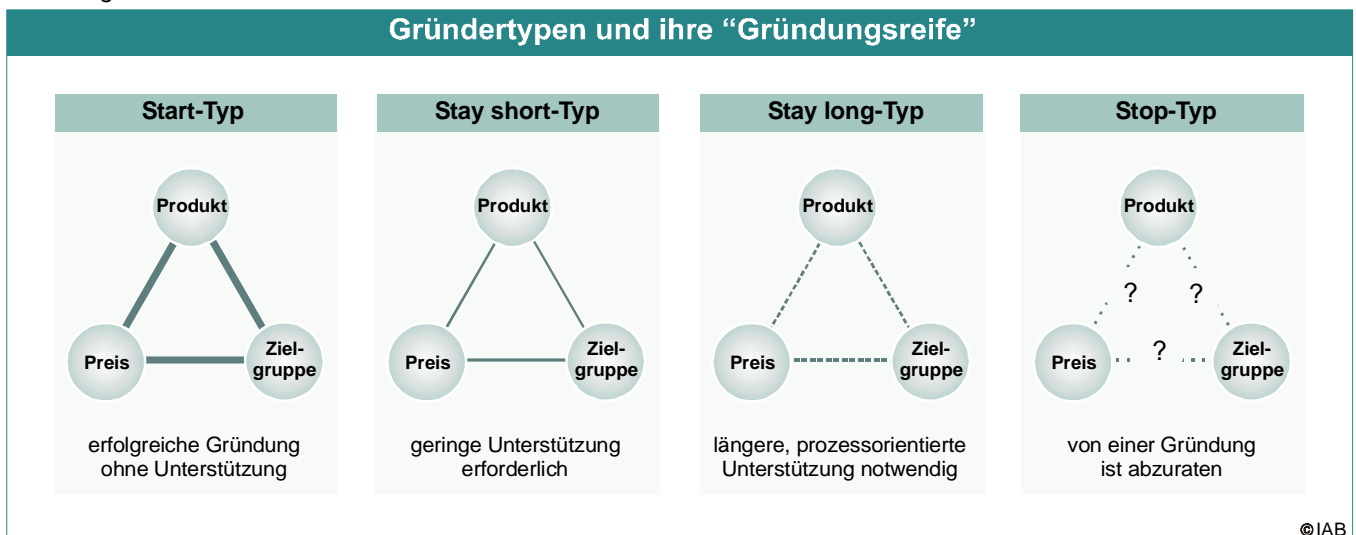 Gründertypen und ihre “Gründungsreife”
Start-Typ
Produkt
Preis
Ziel-
gruppe
erfolgreiche Gründung
ohne Unterstützung
Stay short-Typ
Produkt
Preis
Ziel-
gruppe
geringe Unterstützung
erforderlich
Stay long-Typ
Produkt
Preis
Ziel-
gruppe
längere, prozessorientierte
Unterstützung notwendig
Stop-Typ
Produkt
? ?
Preis
?
Ziel-
gruppe
von einer Gründung
ist abzuraten
©IAB